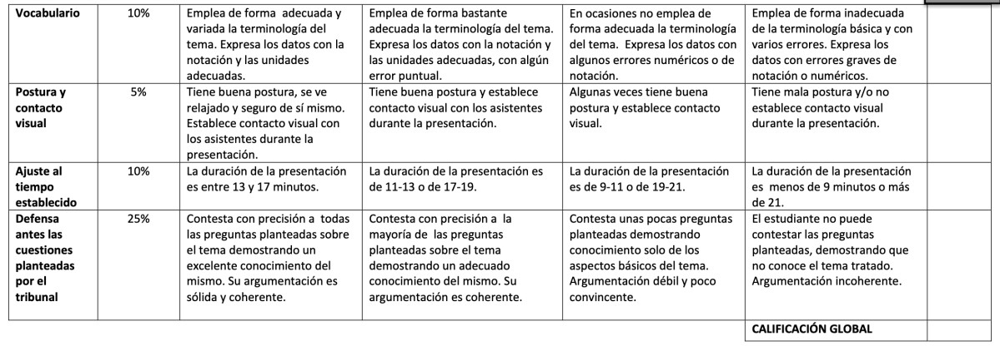 Vocabulario
10%
Emplea de forma adecuada y
variada la terminología del
tema. Expresa los datos con la
notación y las unidades
adecuadas.
Emplea de forma bastante
adecuada la terminología del tema.
Expresa los datos con la notación y
las unidades adecuadas, con algún
error puntual.
En ocasiones no emplea de
forma adecuada la terminología
del tema. Expresa los datos con
algunos errores numéricos o de
notación.
Emplea de forma inadecuada
de la terminología básica y con
varios errores. Expresa los
datos con errores graves de
notación o numéricos.
Postura y
contacto
visual
5%
Tiene buena postura, se ve
relajado y seguro de sí mismo.
Establece contacto visual con
los asistentes durante la
presentación.
Tiene buena postura y establece
contacto visual con los asistentes
durante la presentación.
Algunas veces tiene buena
postura y establece contacto
visual.
Tiene mala postura y/o no
establece contacto visual
durante la presentación.
Ajuste al
tiempo
establecido
10%
La duración de la presentación
es entre 13 y 17 minutos.
La duración de la presentación es
de 11-13 o de 17-19.
La duración de la presentación
es de 9-11 o de 19-21.
La duración de la presentación
es menos de 9 minutos o más
de 21.
Defensa
antes las
cuestiones
planteadas
por el
tribunal
25%
Contesta con precisión a todas
las preguntas planteadas sobre
el tema demostrando un
excelente conocimiento del
mismo. Su argumentación es
sólida y coherente.
Contesta con precisión a la
mayoría de las preguntas
planteadas sobre el tema
demostrando un adecuado
conocimiento del mismo. Su
argumentación es coherente.
Contesta unas pocas preguntas
planteadas demostrando
conocimiento solo de los
aspectos básicos del tema.
Argumentación débil y poco
convincente.
El estudiante no puede
contestar las preguntas
planteadas, demostrando que
no conoce el tema tratado.
Argumentación incoherente.
CALIFICACIÓN GLOBAL